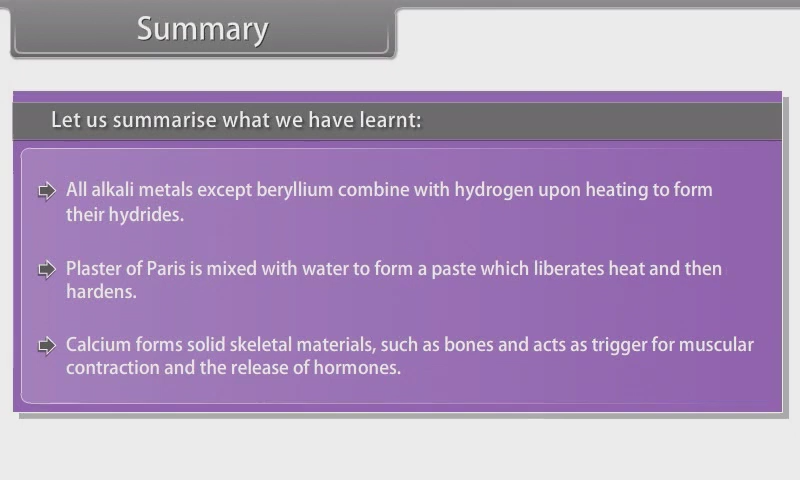 Summary
Let us summarise what we have learnt:
All alkali metals except beryllium combine with hydrogen upon heating to form
their hydrides.
Plaster of Paris is mixed with water to form a paste which liberates heat and then
hardens.
Calcium forms solid skeletal materials, such as bones and acts as trigger for muscular
contraction and the release of hormones.